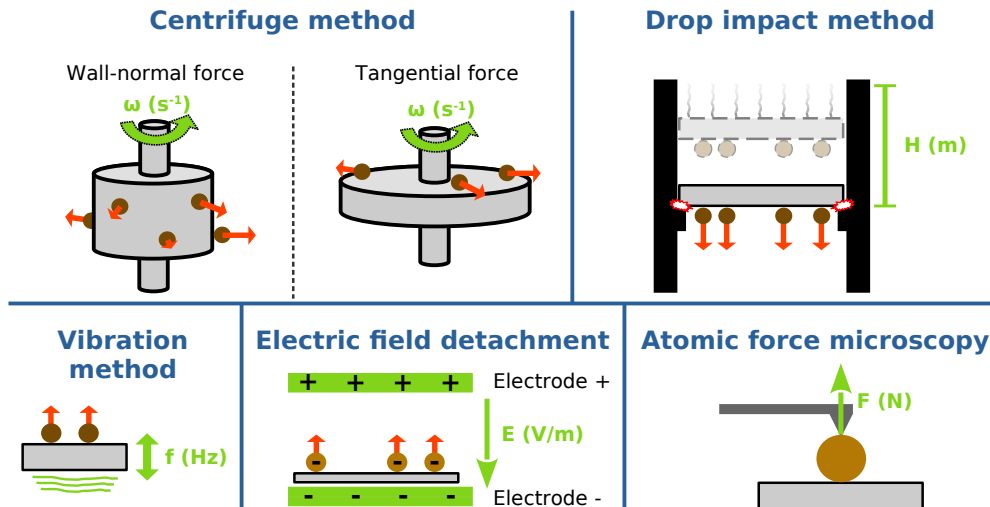 Centrifuge method
Drop impact method
Wall-normal force
Tangential force
ω (s⁻¹)
ω (s⁻¹)
H (m)
Vibration
method
Electric field detachment
Atomic force microscopy
f (Hz)
+ + + +
Electrode +
E (V/m)
- - -
- - - -
Electrode -
F (N)